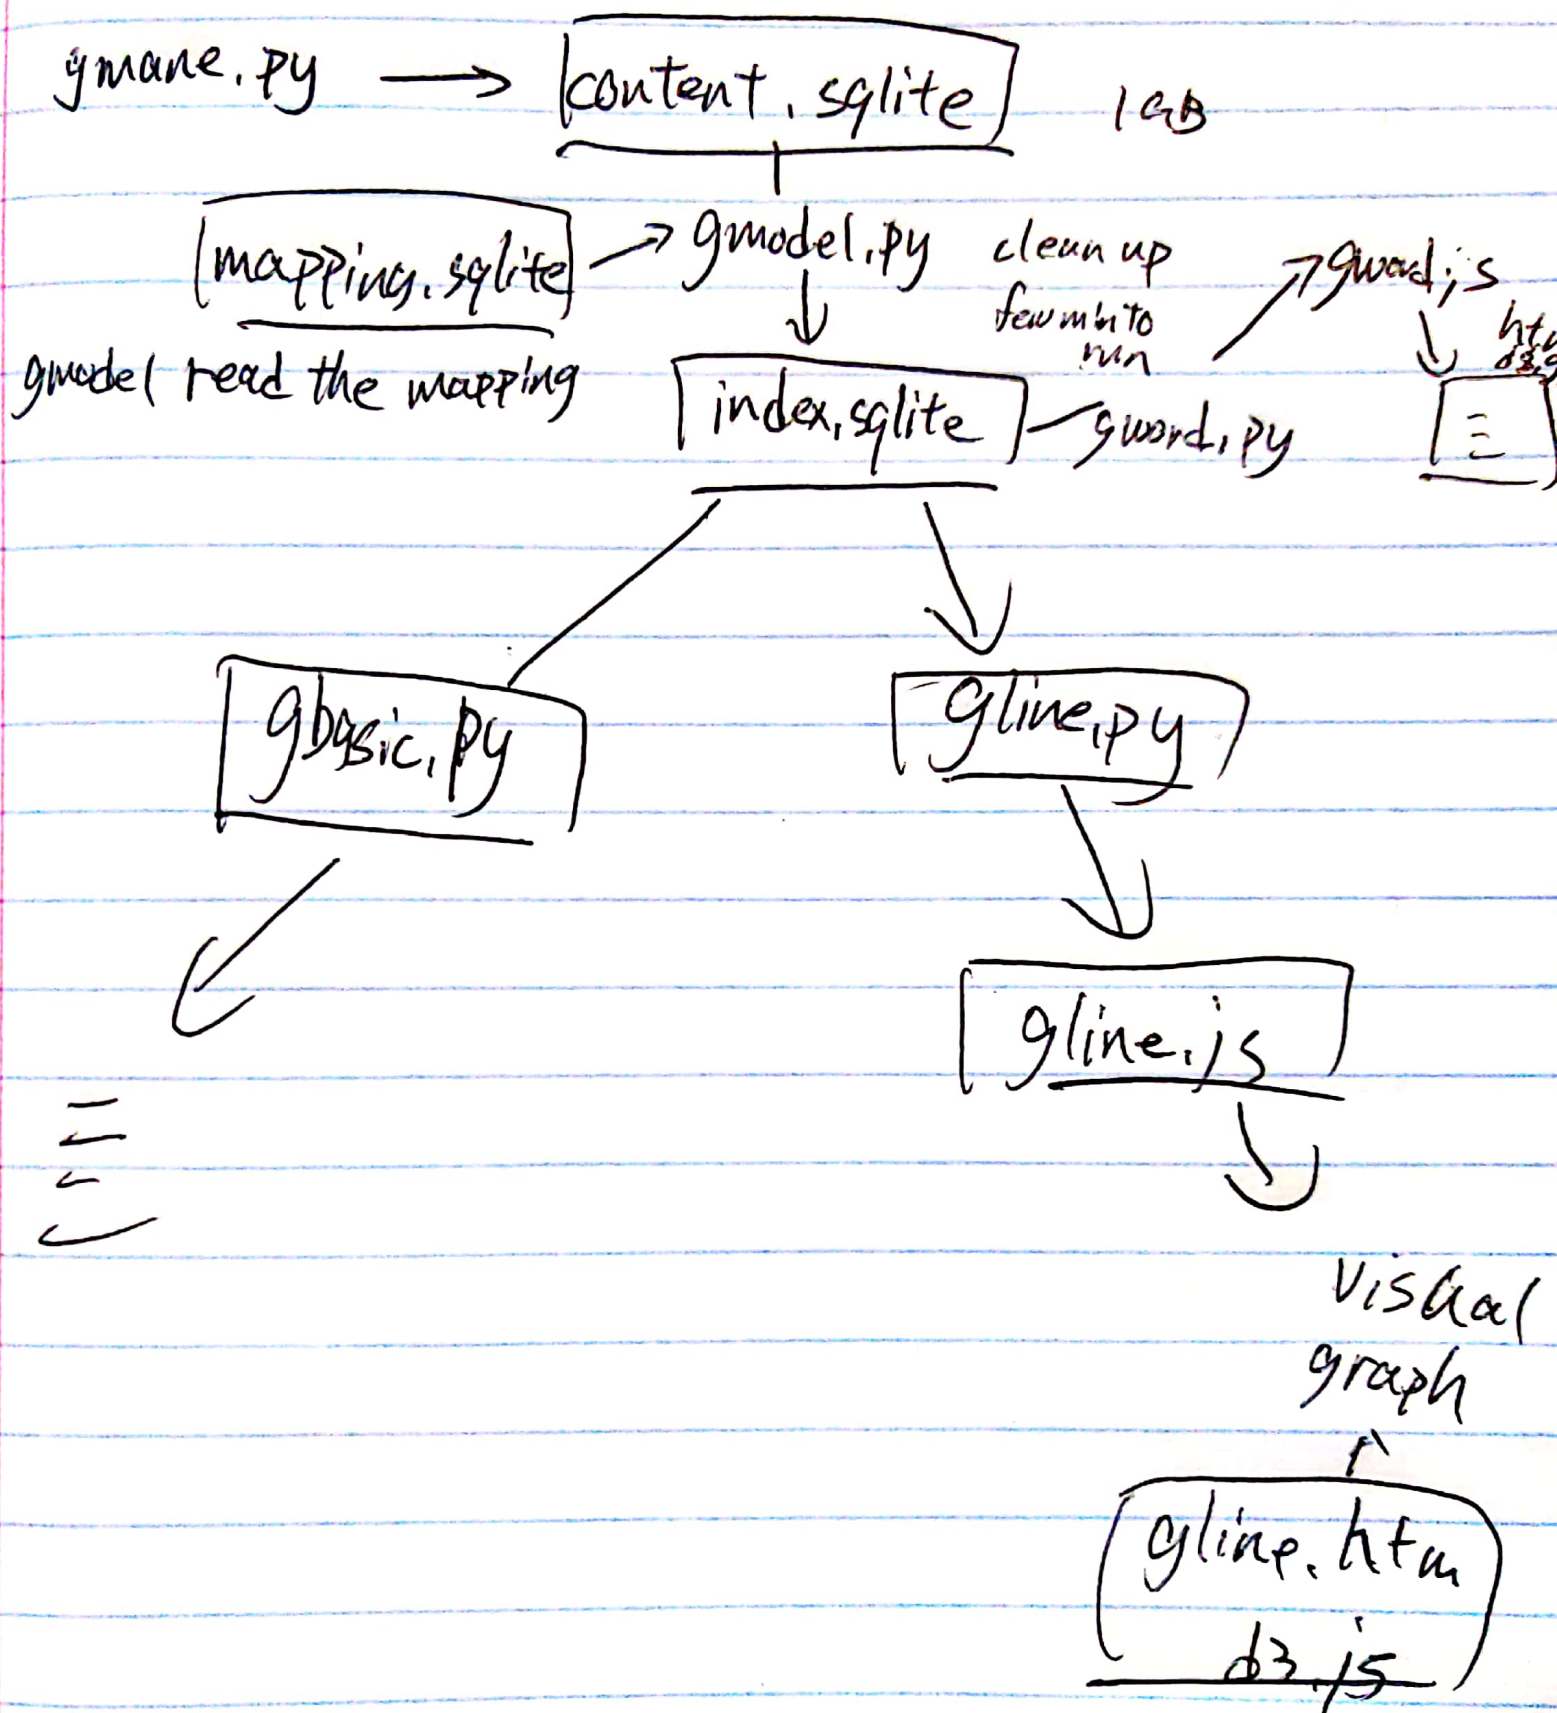 gmane.py → content.sqlite 1GB
mapping.sqlite → gmodel.py clean up
few min to
run
gword.js
gmodel read the mapping
index.sqlite gword.py
gbasic.py
gline.py
gline.js
visual
graph
gline.htm
d3.js